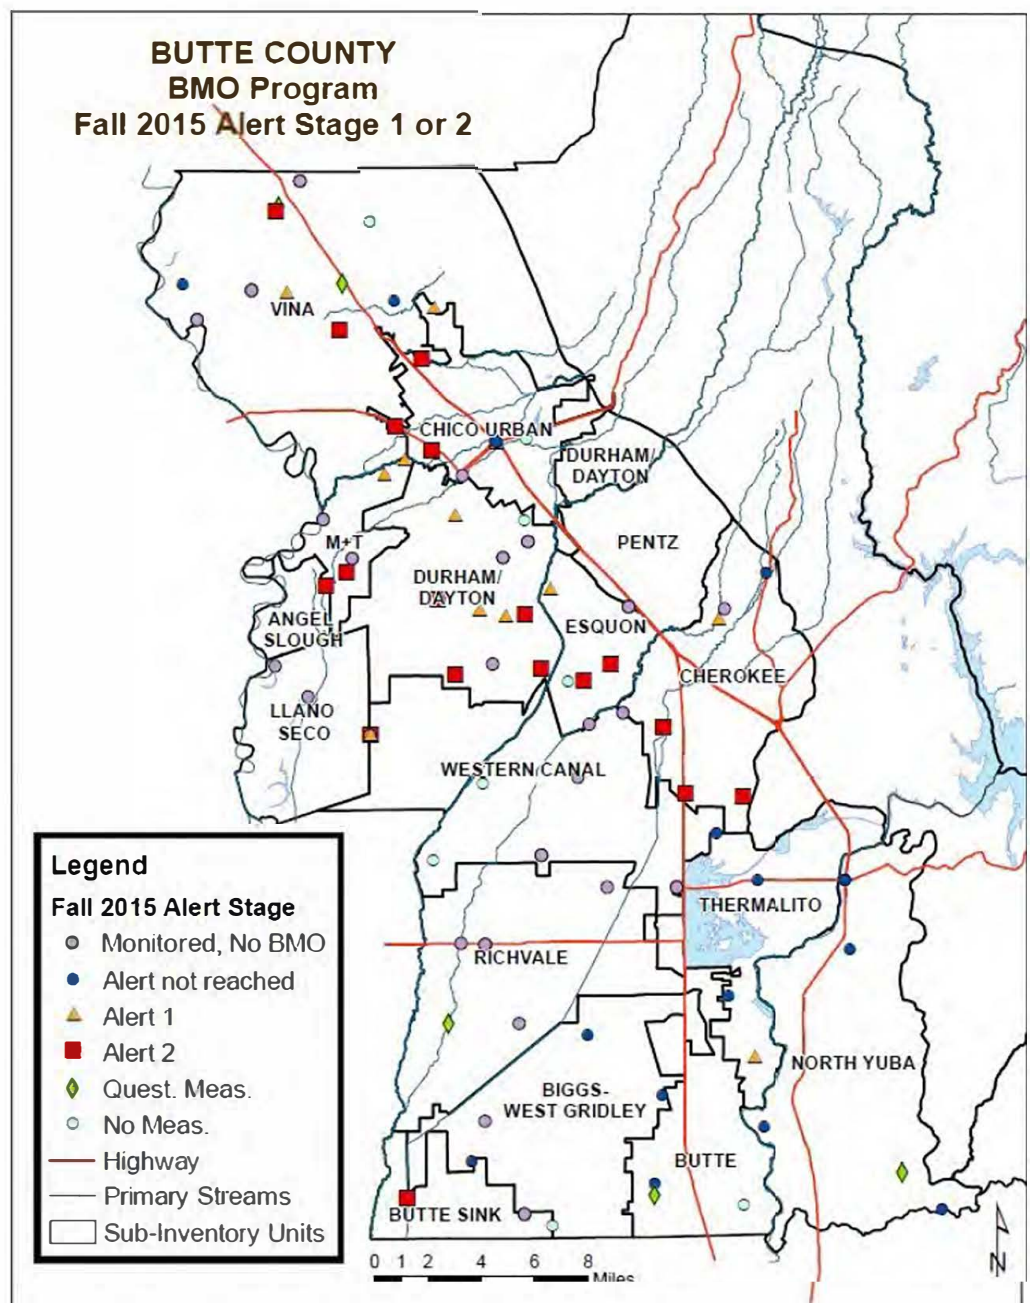 BUTTE COUNTY
BMO Program
Fall 2015 Alert Stage 1 or 2
VINA
CHICO URBAN
DURHAM/
DAYTON
PENTZ
M+T
DURHAM/
DAYTON
ANGEL
SLOUGH
ESQUON
CHEROKEE
LLANO
SECO
WESTERN CANAL
THERMALITO
RICHVALE
NORTH YUBA
BIGGS-
WEST GRIDLEY
BUTTE
BUTTE SINK
Legend
Fall 2015 Alert Stage
Monitored, No BMO
Alert not reached
Alert 1
Alert 2
Quest. Meas.
No Meas.
Highway
Primary Streams
Sub-Inventory Units
0 1 2 4 6 8
Miles
N